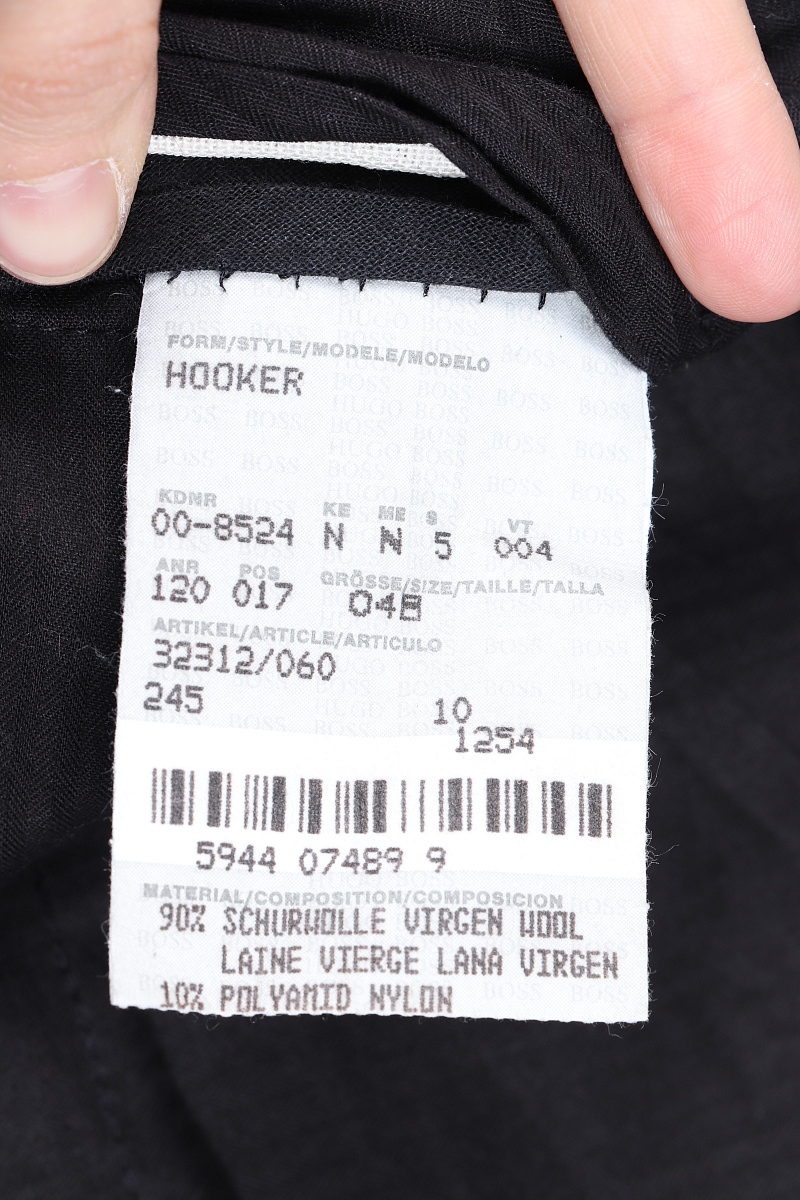 FORM/STYLE/MODELE/MODELO
HOOKER
KDNR KE ME S VT
00-8524 N N 5 004
ANR POS GRÖSSE/SIZE/TAILLE/TALLA
120 017 048
ARTIKEL/ARTICLE/ARTICULO
32312/060
245 10
1254
5944 07489 9
MATERIAL/COMPOSITION/COMPOSICION
90% SCHURWOLLE VIRGEN WOOL
LAINE VIERGE LANA VIRGEN
10% POLYAMID NYLON